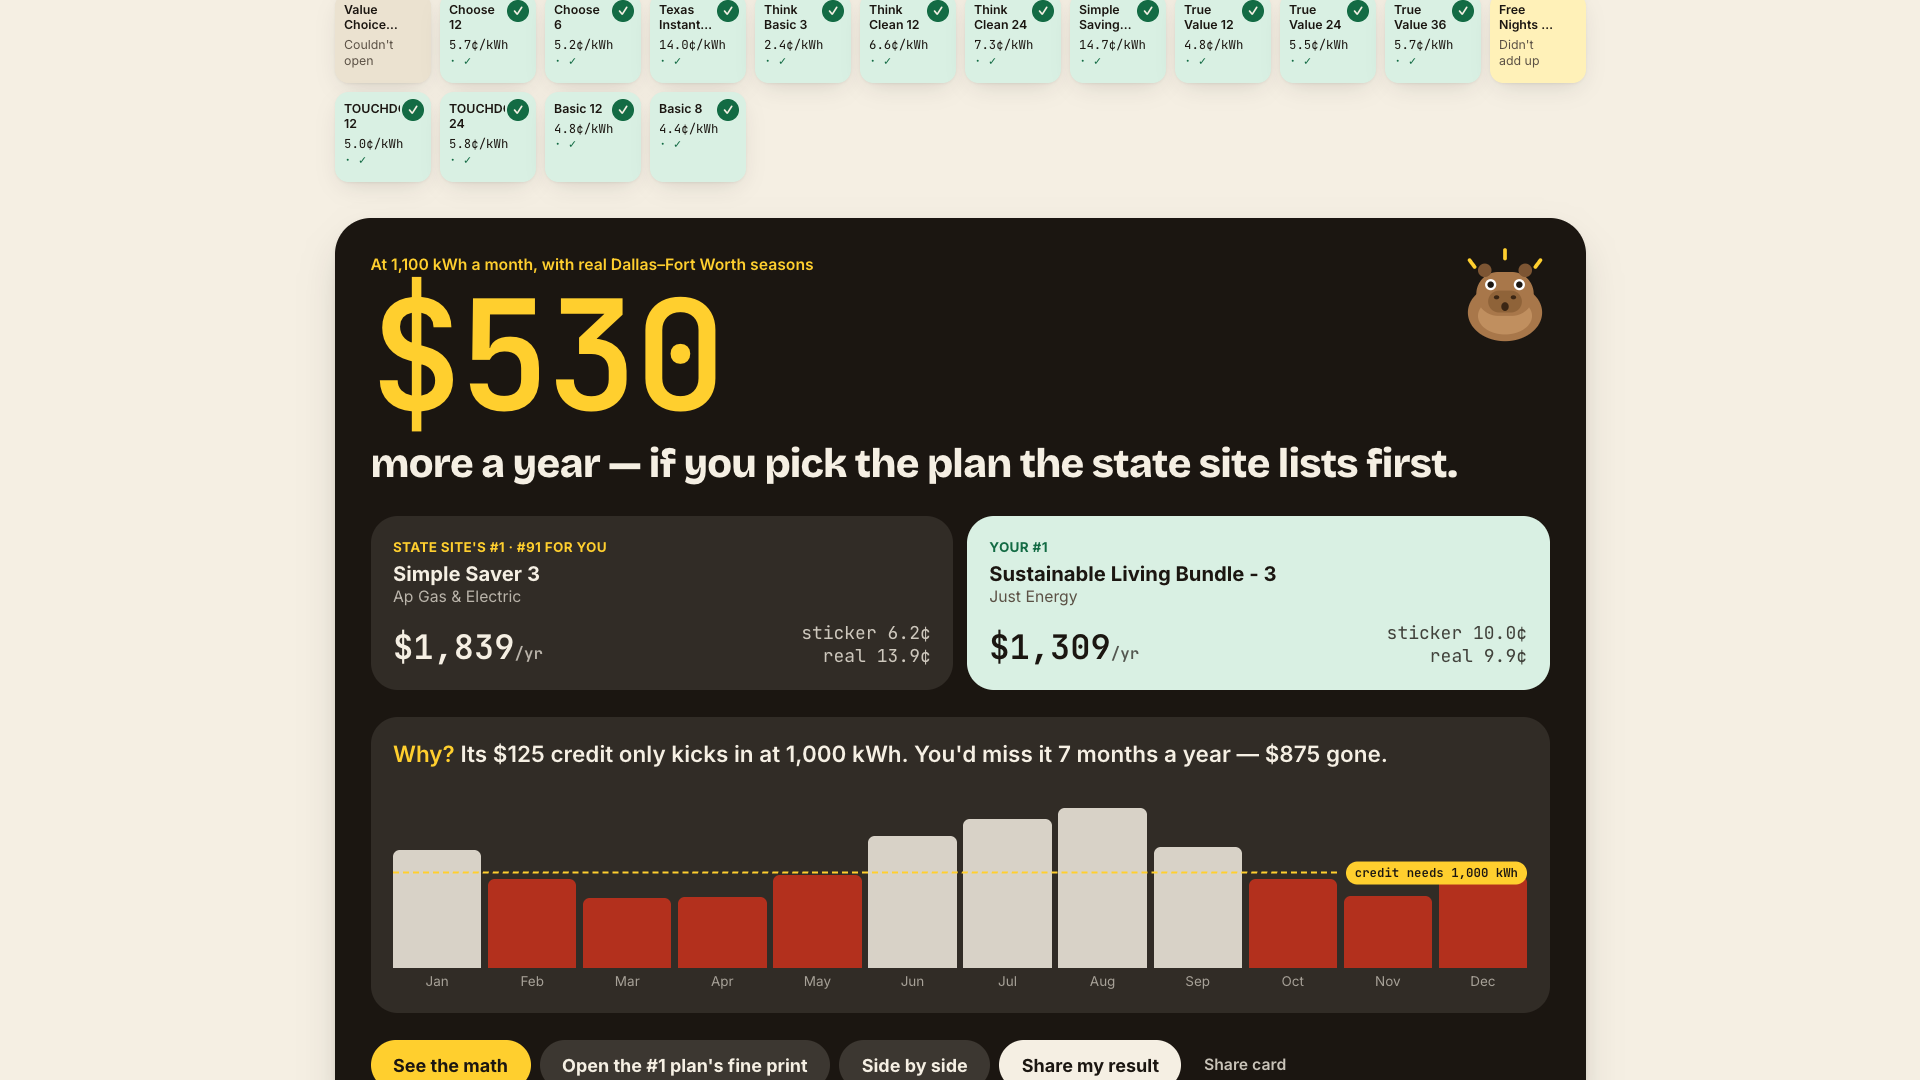 Value
Choice...
Couldn't
open
Choose
12
5.7¢/kWh
· ✓
Choose
6
5.2¢/kWh
· ✓
Texas
Instant...
14.0¢/kWh
· ✓
Think
Basic 3
2.4¢/kWh
· ✓
Think
Clean 12
6.6¢/kWh
· ✓
Think
Clean 24
7.3¢/kWh
· ✓
Simple
Saving...
14.7¢/kWh
· ✓
True
Value 12
4.8¢/kWh
· ✓
True
Value 24
5.5¢/kWh
· ✓
True
Value 36
5.7¢/kWh
· ✓
Free
Nights ...
Didn't
add up
TOUCHD
12
5.0¢/kWh
· ✓
TOUCHD
24
5.8¢/kWh
· ✓
Basic 12
4.8¢/kWh
· ✓
Basic 8
4.4¢/kWh
· ✓
At 1,100 kWh a month, with real Dallas–Fort Worth seasons
$530
more a year — if you pick the plan the state site lists first.
STATE SITE'S #1 · #91 FOR YOU
Simple Saver 3
Ap Gas & Electric
$1,839/yr
sticker 6.2¢
real 13.9¢
YOUR #1
Sustainable Living Bundle - 3
Just Energy
$1,309/yr
sticker 10.0¢
real 9.9¢
Why? Its $125 credit only kicks in at 1,000 kWh. You'd miss it 7 months a year — $875 gone.
credit needs 1,000 kWh
Jan
Feb
Mar
Apr
May
Jun
Jul
Aug
Sep
Oct
Nov
Dec
See the math
Open the #1 plan's fine print
Side by side
Share my result
Share card